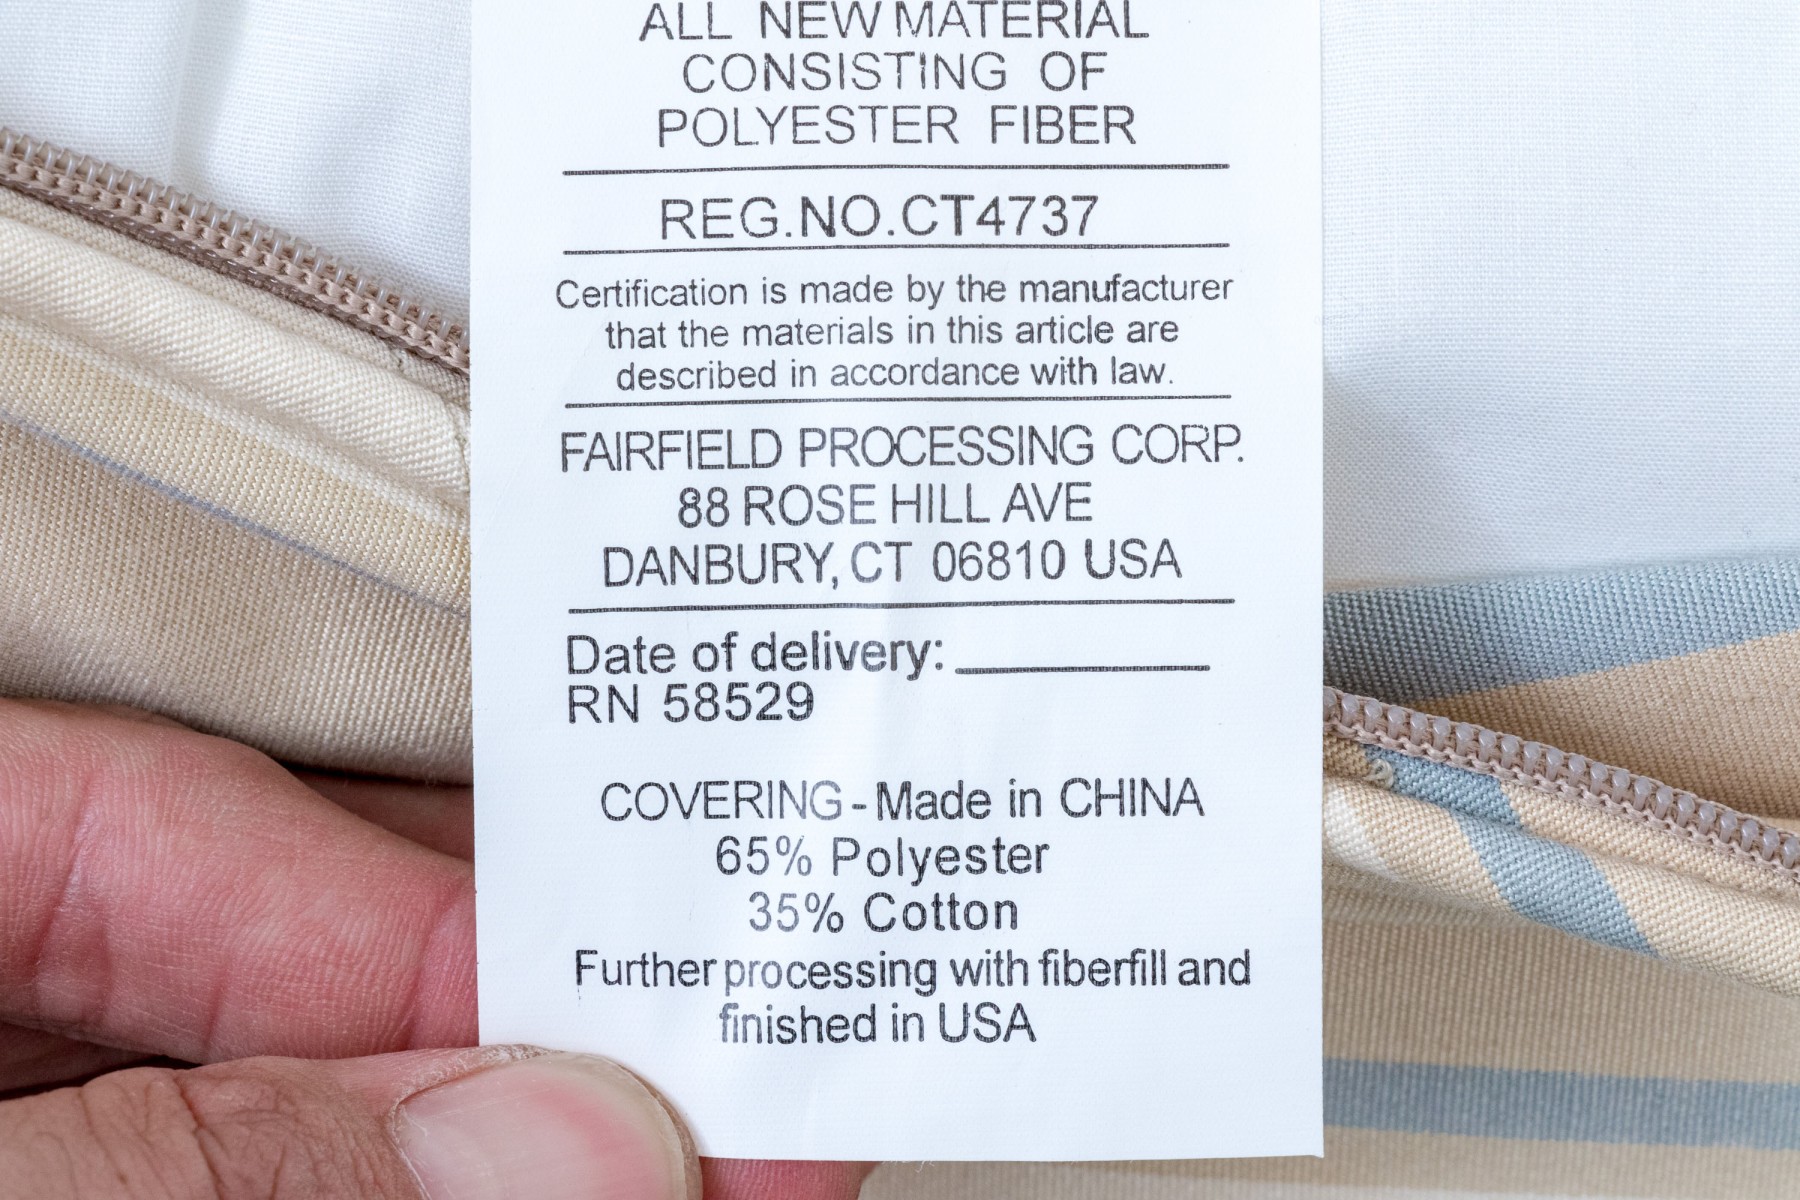 ALL NEW MATERIAL
CONSISTING OF
POLYESTER FIBER
REG.NO.CT4737
Certification is made by the manufacturer
that the materials in this article are
described in accordance with law.
FAIRFIELD PROCESSING CORP.
88 ROSE HILL AVE
DANBURY, CT 06810 USA
Date of delivery:
RN 58529
COVERING - Made in CHINA
65% Polyester
35% Cotton
Further processing with fiberfill and
finished in USA